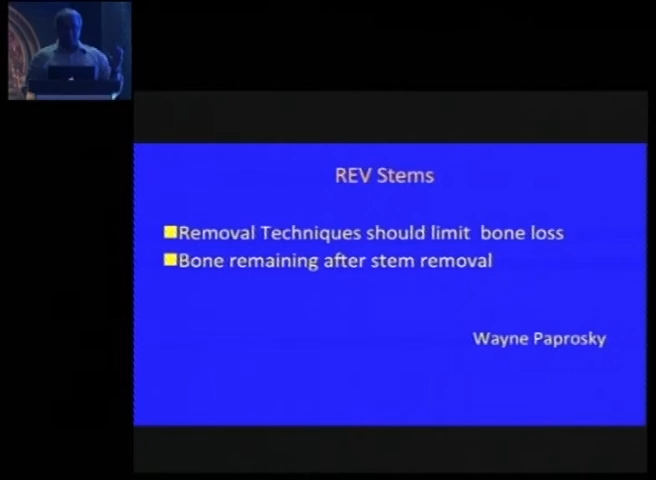 REV Stems
Removal Techniques should limit bone loss
Bone remaining after stem removal
Wayne Paprosky